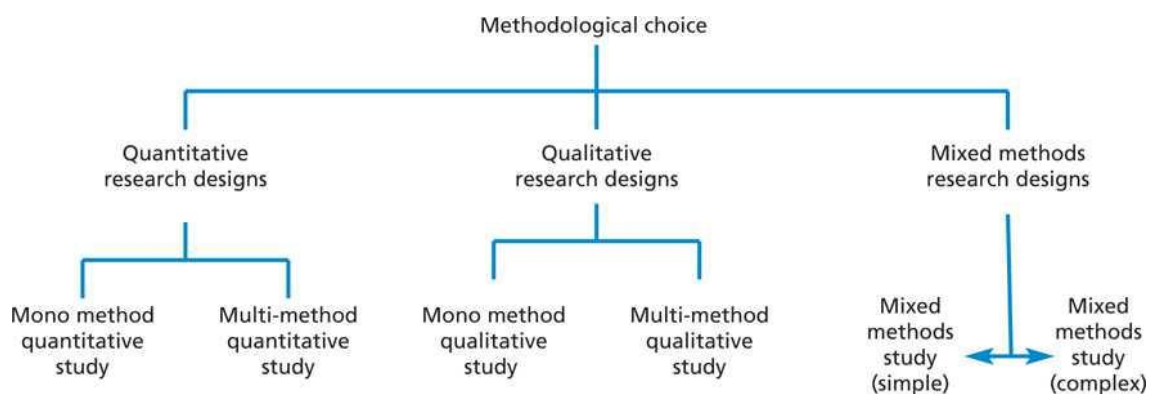 Methodological choice
Quantitative
research designs
Qualitative
research designs
Mixed methods
research designs
Mono method
quantitative
study
Multi-method
quantitative
study
Mono method
qualitative
study
Multi-method
qualitative
study
Mixed
methods
study
(simple)
Mixed
methods
study
(complex)